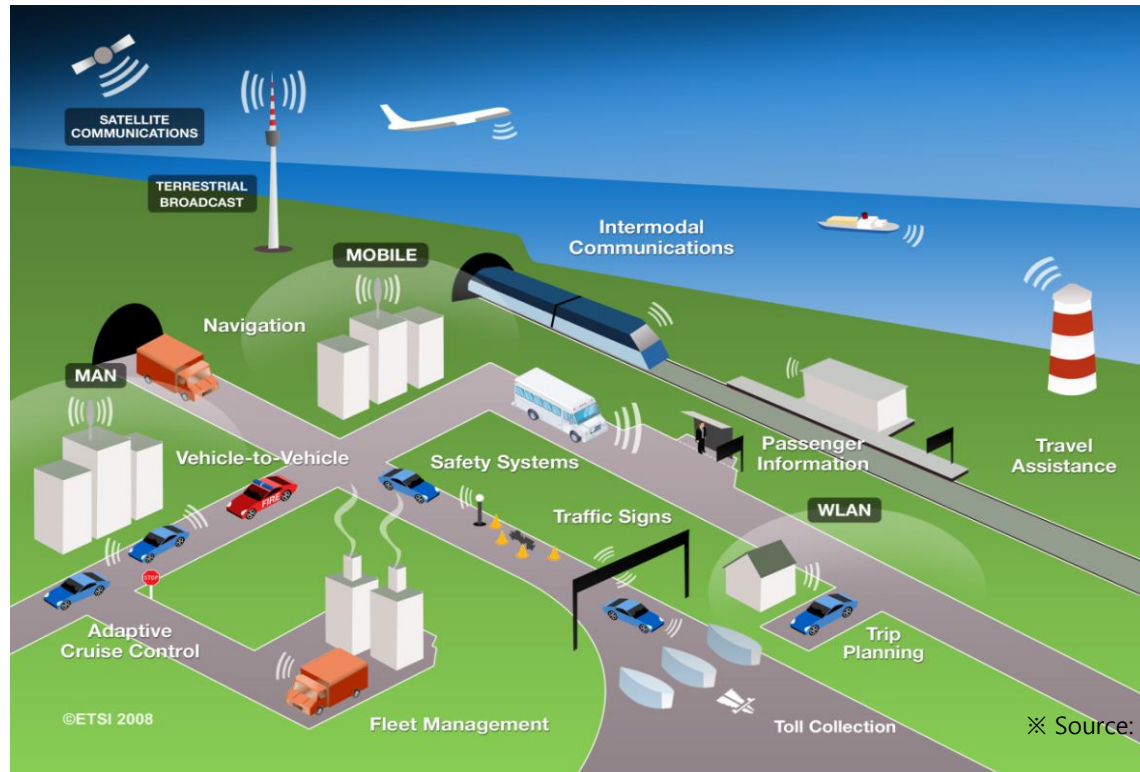 SATELLITE
COMMUNICATIONS
TERRESTRIAL
BROADCAST
Intermodal
Communications
MOBILE
Navigation
MAN
Vehicle-to-Vehicle
Safety Systems
Passenger
Information
Travel
Assistance
FIRE
Traffic Signs
WLAN
STOP
Adaptive
Cruise Control
Trip
Planning
©ETSI 2008
Fleet Management
Toll Collection
※ Source: